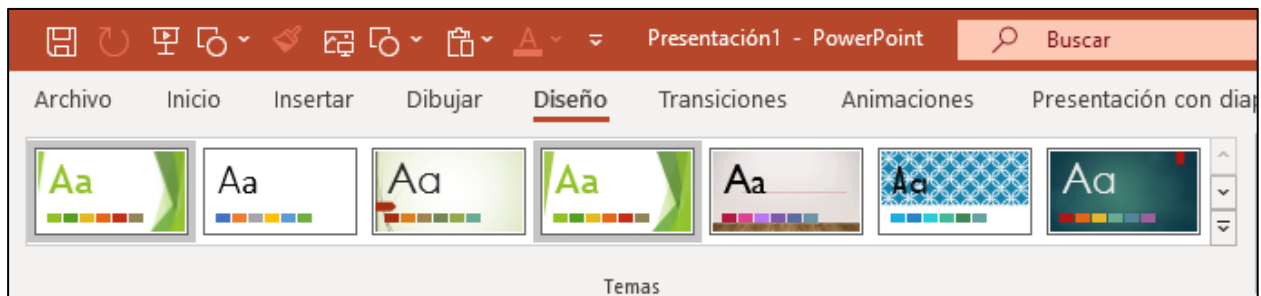 Presentación1 - PowerPoint Buscar
Archivo Inicio Insertar Dibujar Diseño Transiciones Animaciones Presentación con dia
Aa Aa Aa Aa Aa Aa Aa
Temas